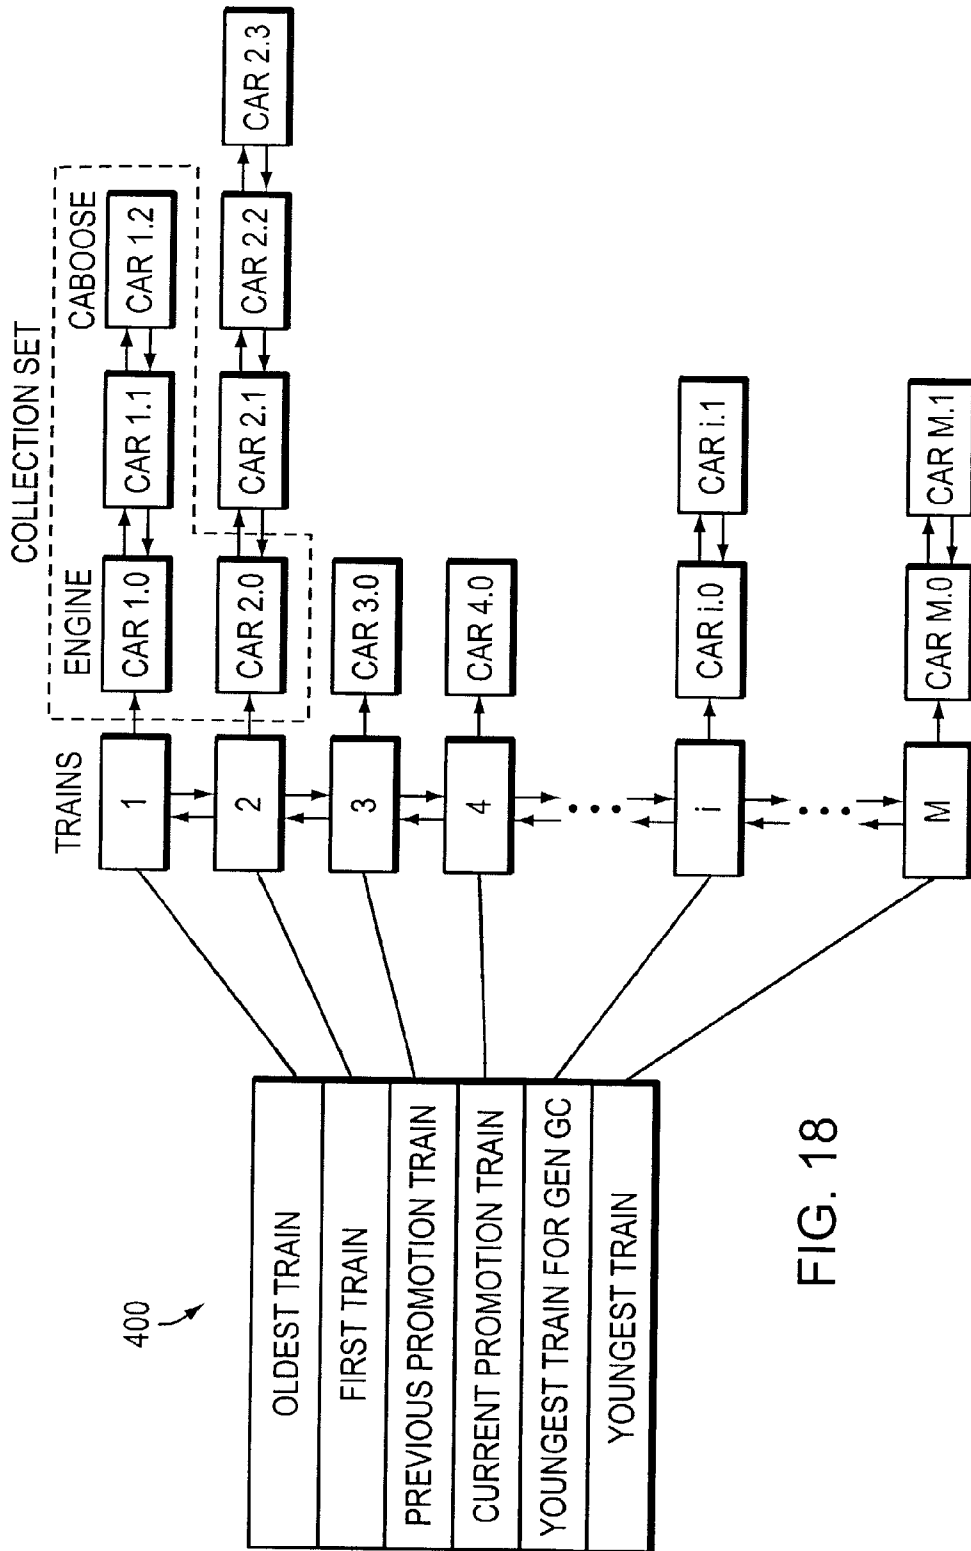 COLLECTION SET
TRAINS
ENGINE
CABOOSE
1
CAR 1.0
CAR 1.1
CAR 1.2
2
CAR 2.0
CAR 2.1
CAR 2.2
CAR 2.3
3
CAR 3.0
4
CAR 4.0
i
CAR i.0
CAR i.1
M
CAR M.0
CAR M.1
400
OLDEST TRAIN
FIRST TRAIN
PREVIOUS PROMOTION TRAIN
CURRENT PROMOTION TRAIN
YOUNGEST TRAIN FOR GEN GC
YOUNGEST TRAIN
FIG. 18